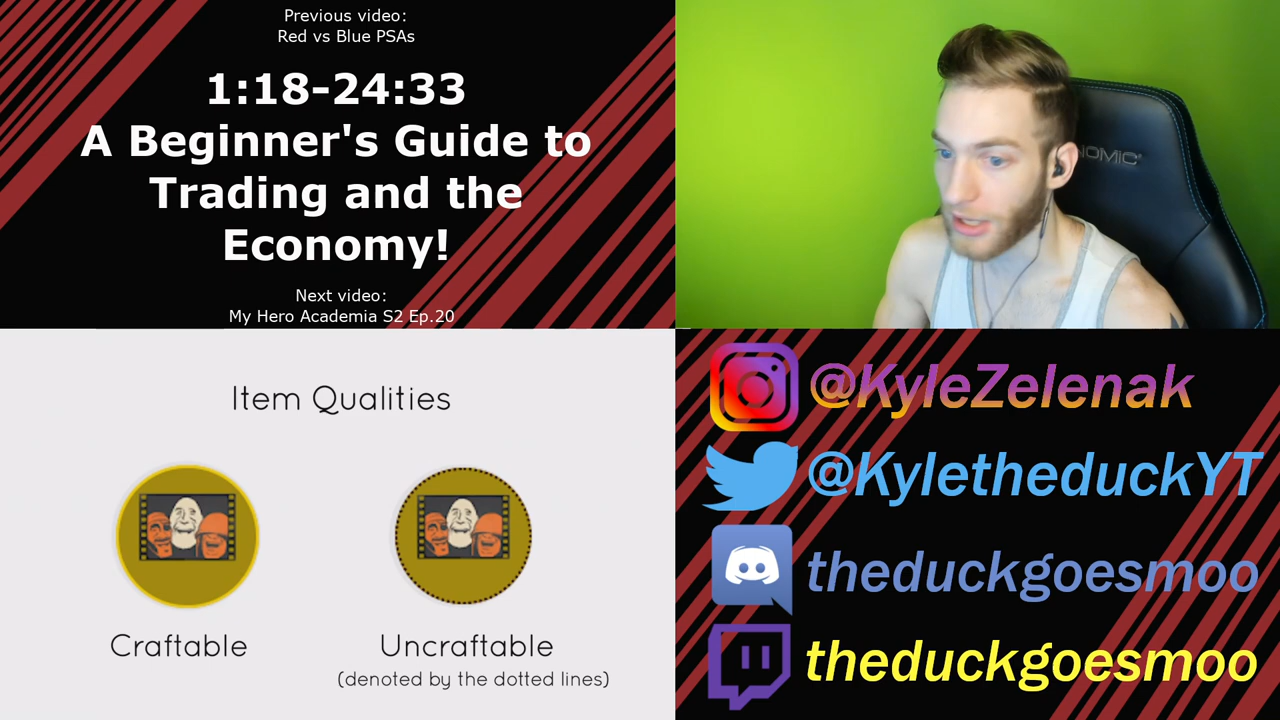 Previous video:
Red vs Blue PSAs
1:18-24:33
A Beginner's Guide to
Trading and the
Economy!
Next video:
My Hero Academia S2 Ep.20
NOMIC
Item Qualities
Craftable
Uncraftable
(denoted by the dotted lines)
@KyleZelenak
@KyletheduckYT
theduckgoesmoo
theduckgoesmoo